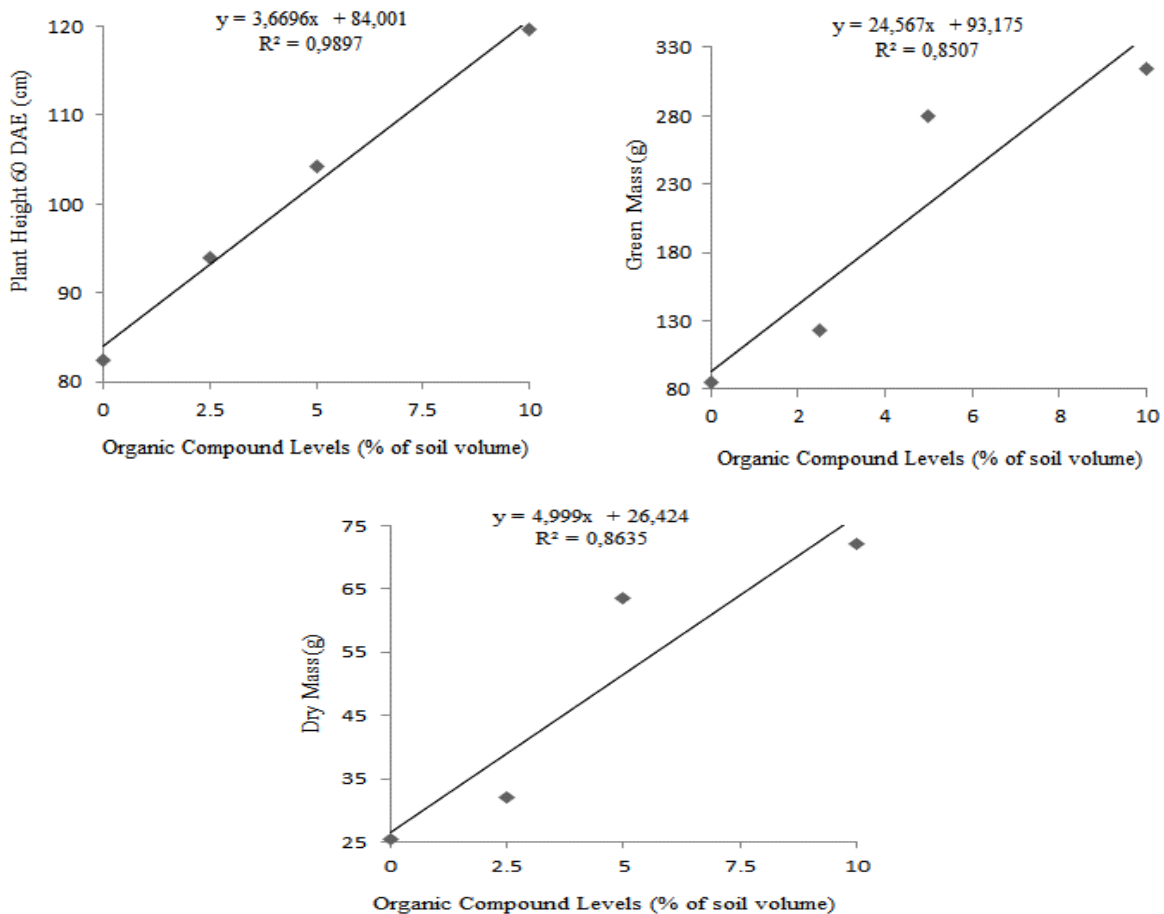 y = 3,6696x + 84,001
R² = 0,9897
120
110
100
90
80
Plant Height 60 DAE (cm)
0 2.5 5 7.5 10
Organic Compound Levels (% of soil volume)
y = 24,567x + 93,175
R² = 0,8507
330
280
230
180
130
80
Green Mass(g)
0 2 4 6 8 10
Organic Compound Levels (% of soil volume)
y = 4,999x + 26,424
R² = 0,8635
75
65
55
45
35
25
Dry Mass(g)
0 2.5 5 7.5 10
Organic Compound Levels (% of soil volume)